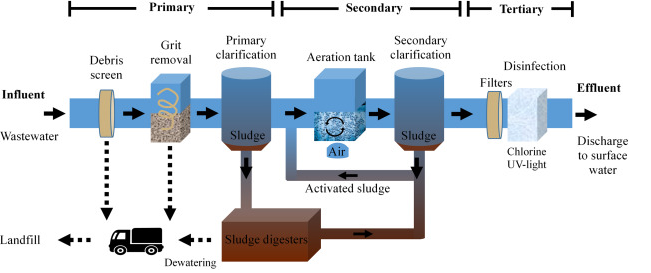 Primary
Secondary
Tertiary
Debris
screen
Grit
removal
Primary
clarification
Aeration tank
Secondary
clarification
Filters
Disinfection
Influent
Wastewater
Sludge
Air
Sludge
Chlorine
UV-light
Effluent
Discharge
to surface
water
Activated sludge
Sludge digesters
Landfill
Dewatering